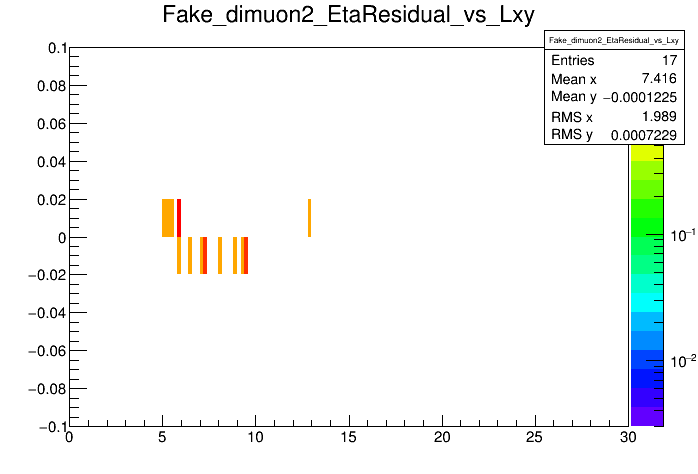 Fake_dimuon2_EtaResidual_vs_Lxy
Fake_dimuon2_EtaResidual_vs_Lxy
Entries 17
Mean x 7.416
Mean y −0.0001225
RMS x 1.989
RMS y 0.0007229
0.1
0.08
0.06
0.04
0.02
0
−0.02
−0.04
−0.06
−0.08
−0.1
0 5 10 15 20 25 30
10⁻¹
10⁻²